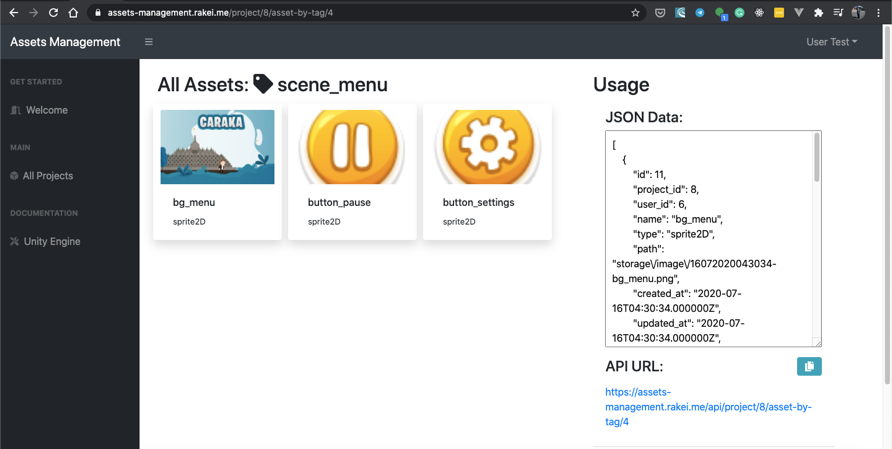 assets-management.rakei.me/project/8/asset-by-tag/4
Assets Management
User Test
GET STARTED
Welcome
MAIN
All Projects
DOCUMENTATION
Unity Engine
All Assets: scene_menu
CARAKA
bg_menu
sprite2D
button_pause
sprite2D
button_settings
sprite2D
Usage
JSON Data:
[
{
"id": 11,
"project_id": 8,
"user_id": 6,
"name": "bg_menu",
"type": "sprite2D",
"path":
"storage\/image\/16072020043034-
bg_menu.png",
"created_at": "2020-07-
16T04:30:34.000000Z",
"updated_at": "2020-07-
16T04:30:34.000000Z",
API URL:
https://assets-
management.rakei.me/api/project/8/asset-by-
tag/4